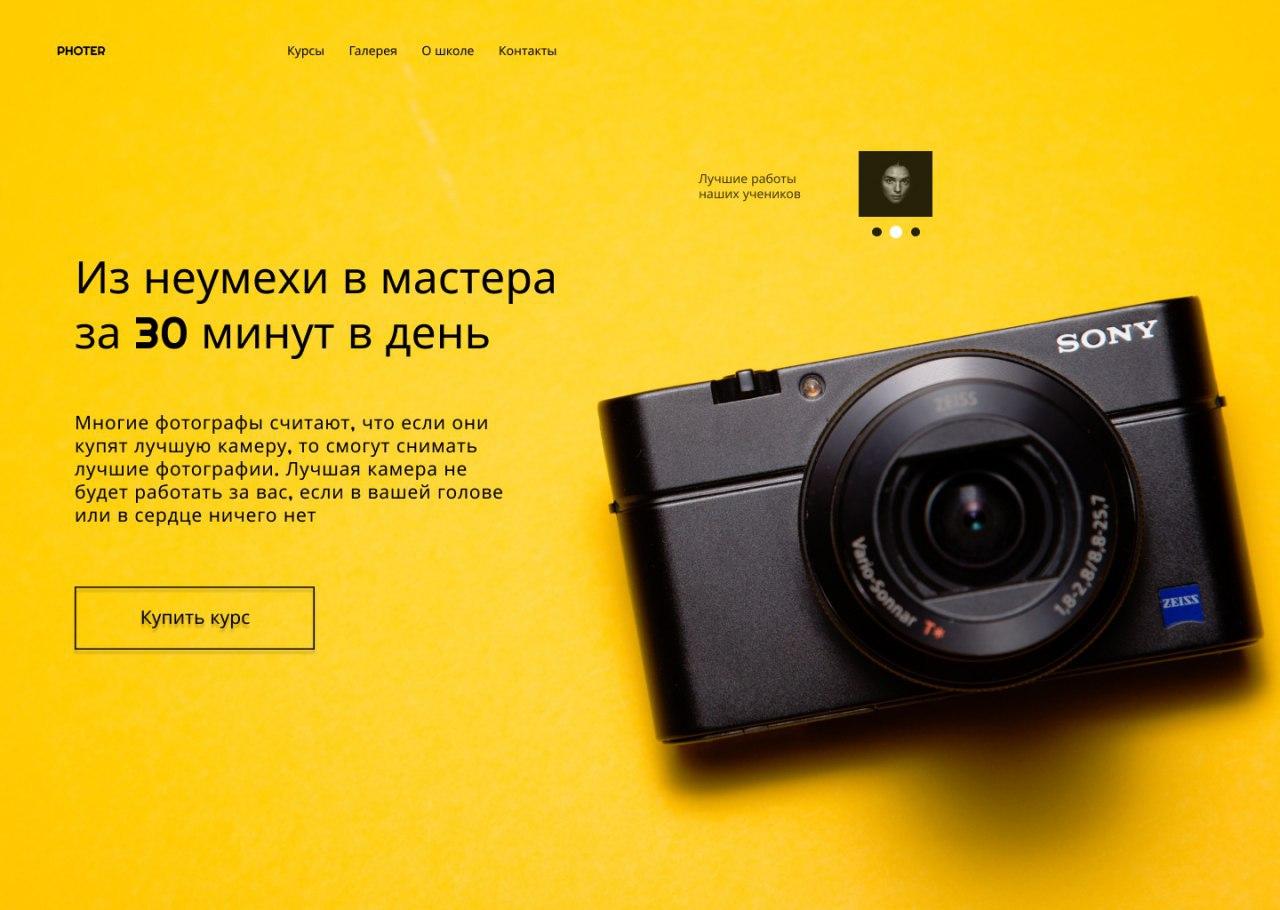 PHOTER
Курсы Галерея О школе Контакты
Лучшие работы
наших учеников
Из неумехи в мастера
за 30 минут в день
Многие фотографы считают, что если они
купят лучшую камеру, то смогут снимать
лучшие фотографии. Лучшая камера не
будет работать за вас, если в вашей голове
или в сердце ничего нет
Купить курс
SONY
ZEISS
Vario-Sonnar T* 1,8-2,8/8,8-25,7
ZEISS